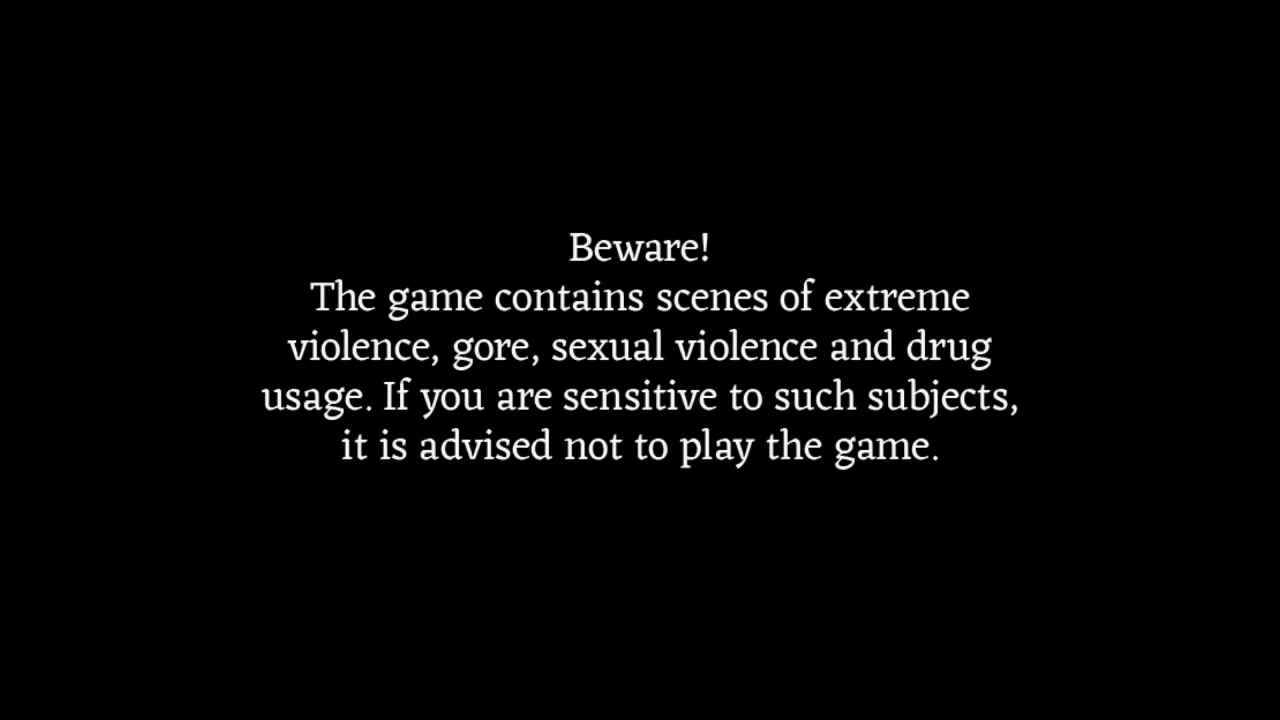 Beware!
The game contains scenes of extreme
violence, gore, sexual violence and drug
usage. If you are sensitive to such subjects,
it is advised not to play the game.